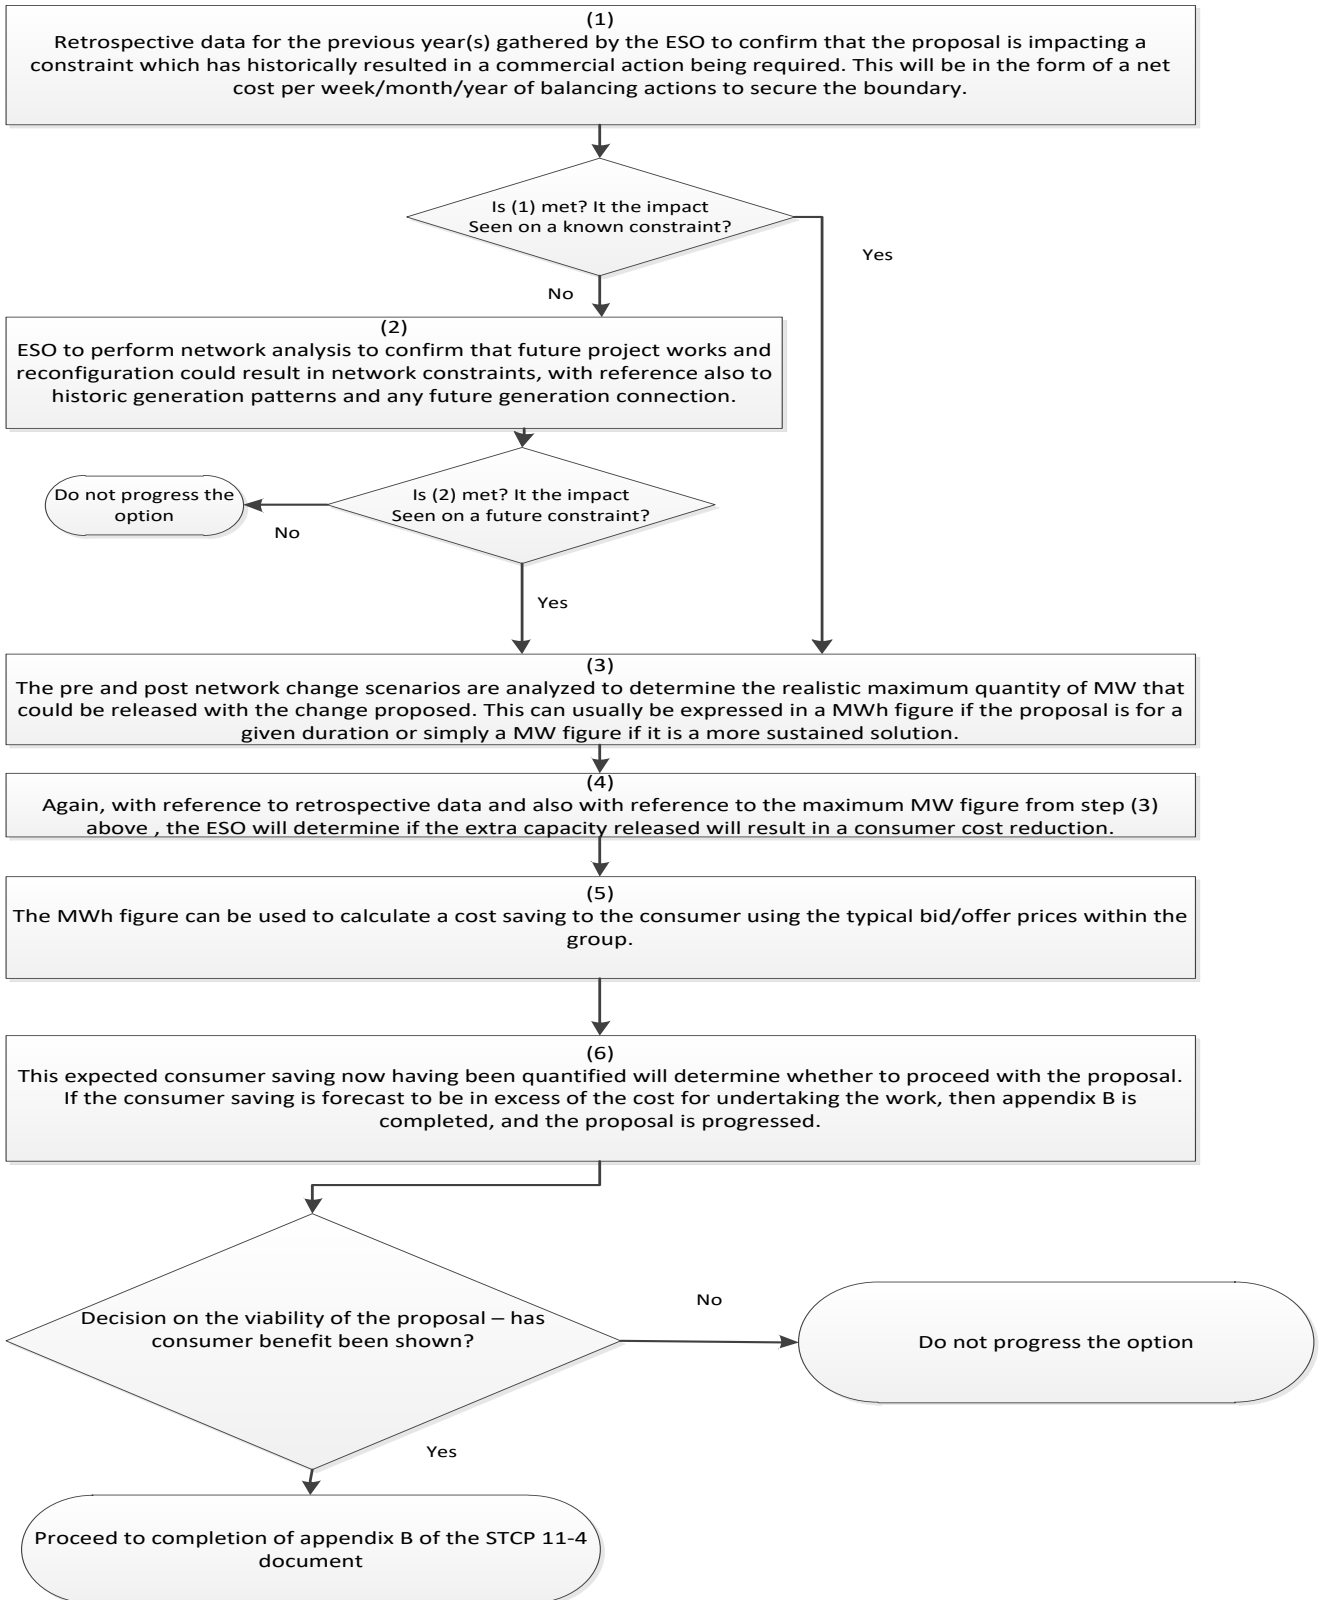 (1)
Retrospective data for the previous year(s) gathered by the ESO to confirm that the proposal is impacting a
constraint which has historically resulted in a commercial action being required. This will be in the form of a net
cost per week/month/year of balancing actions to secure the boundary.
Is (1) met? It the impact
Seen on a known constraint?
Yes
No
(2)
ESO to perform network analysis to confirm that future project works and
reconfiguration could result in network constraints, with reference also to
historic generation patterns and any future generation connection.
Do not progress the
option
Is (2) met? It the impact
Seen on a future constraint?
No
Yes
(3)
The pre and post network change scenarios are analyzed to determine the realistic maximum quantity of MW that
could be released with the change proposed. This can usually be expressed in a MWh figure if the proposal is for a
given duration or simply a MW figure if it is a more sustained solution.
(4)
Again, with reference to retrospective data and also with reference to the maximum MW figure from step (3)
above , the ESO will determine if the extra capacity released will result in a consumer cost reduction.
(5)
The MWh figure can be used to calculate a cost saving to the consumer using the typical bid/offer prices within the
group.
(6)
This expected consumer saving now having been quantified will determine whether to proceed with the proposal.
If the consumer saving is forecast to be in excess of the cost for undertaking the work, then appendix B is
completed, and the proposal is progressed.
Decision on the viability of the proposal – has
consumer benefit been shown?
No
Do not progress the option
Yes
Proceed to completion of appendix B of the STCP 11-4
document